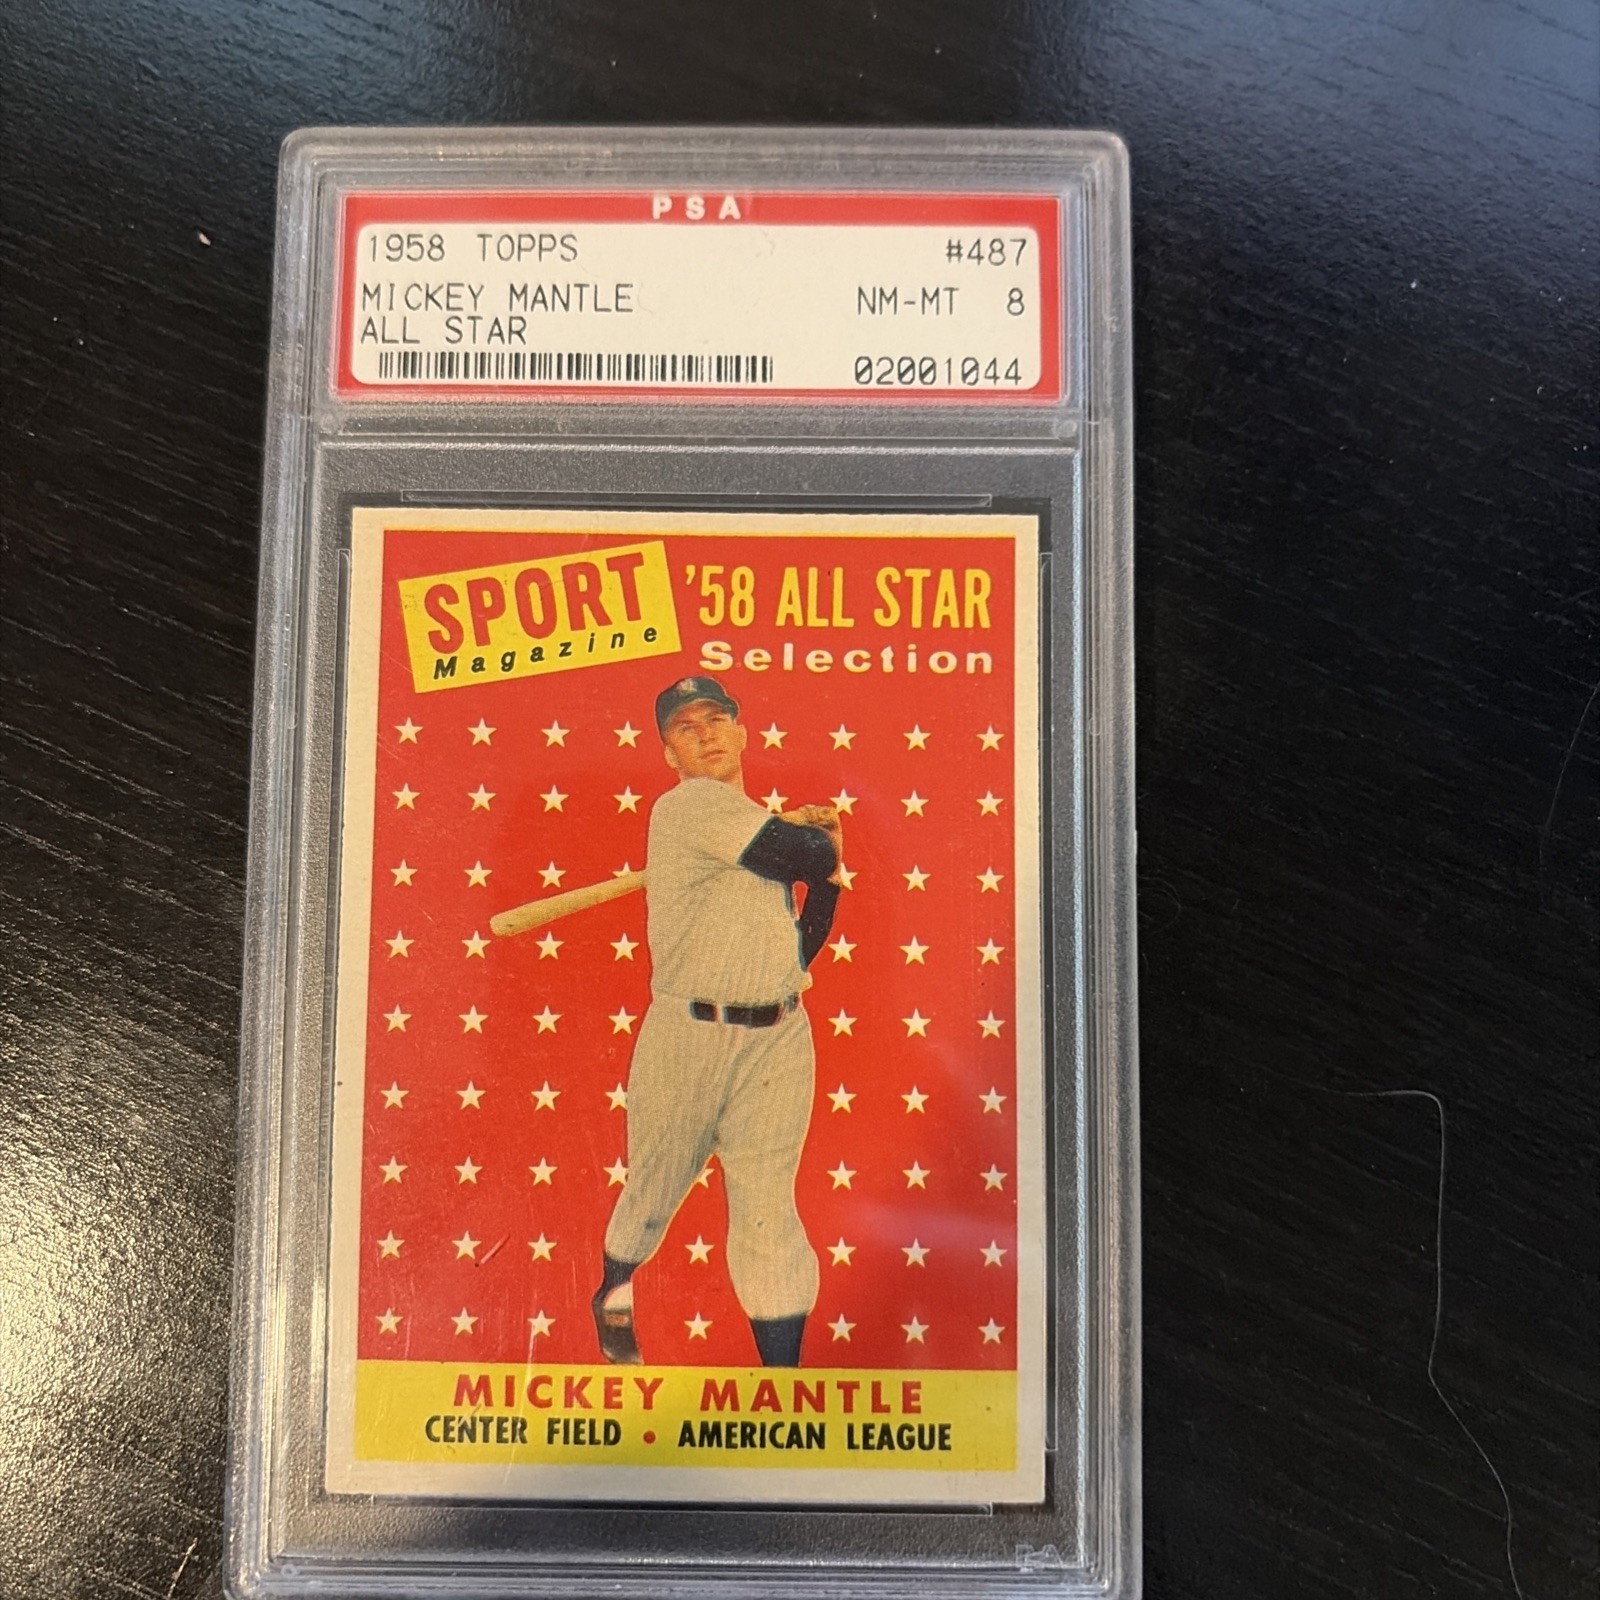 PSA
1958 TOPPS #487
MICKEY MANTLE NM-MT 8
ALL STAR
02001044
SPORT '58 ALL STAR
Magazine Selection
MICKEY MANTLE
CENTER FIELD • AMERICAN LEAGUE